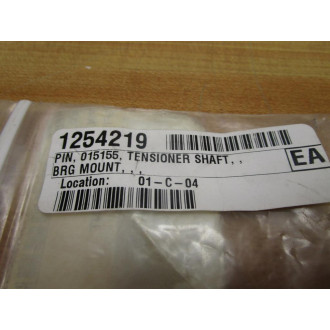 1254219
PIN, 015155, TENSIONER SHAFT, ,
BRG MOUNT, , ,
EA
Location: 01-C-04